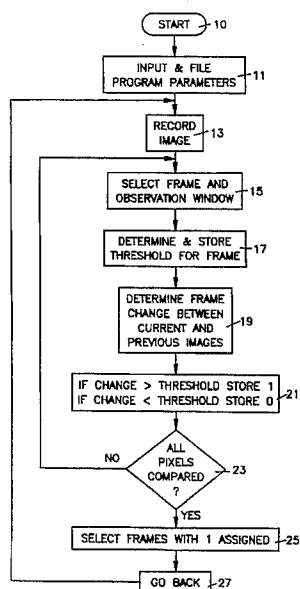 START
10
INPUT & FILE
PROGRAM PARAMETERS
11
RECORD
IMAGE
13
SELECT FRAME AND
OBSERVATION WINDOW
15
DETERMINE & STORE
THRESHOLD FOR FRAME
17
DETERMINE FRAME
CHANGE BETWEEN
CURRENT AND
PREVIOUS IMAGES
19
IF CHANGE > THRESHOLD STORE 1
IF CHANGE < THRESHOLD STORE 0
21
NO
ALL
PIXELS
COMPARED
?
23
YES
SELECT FRAMES WITH 1 ASSIGNED
25
GO BACK
27